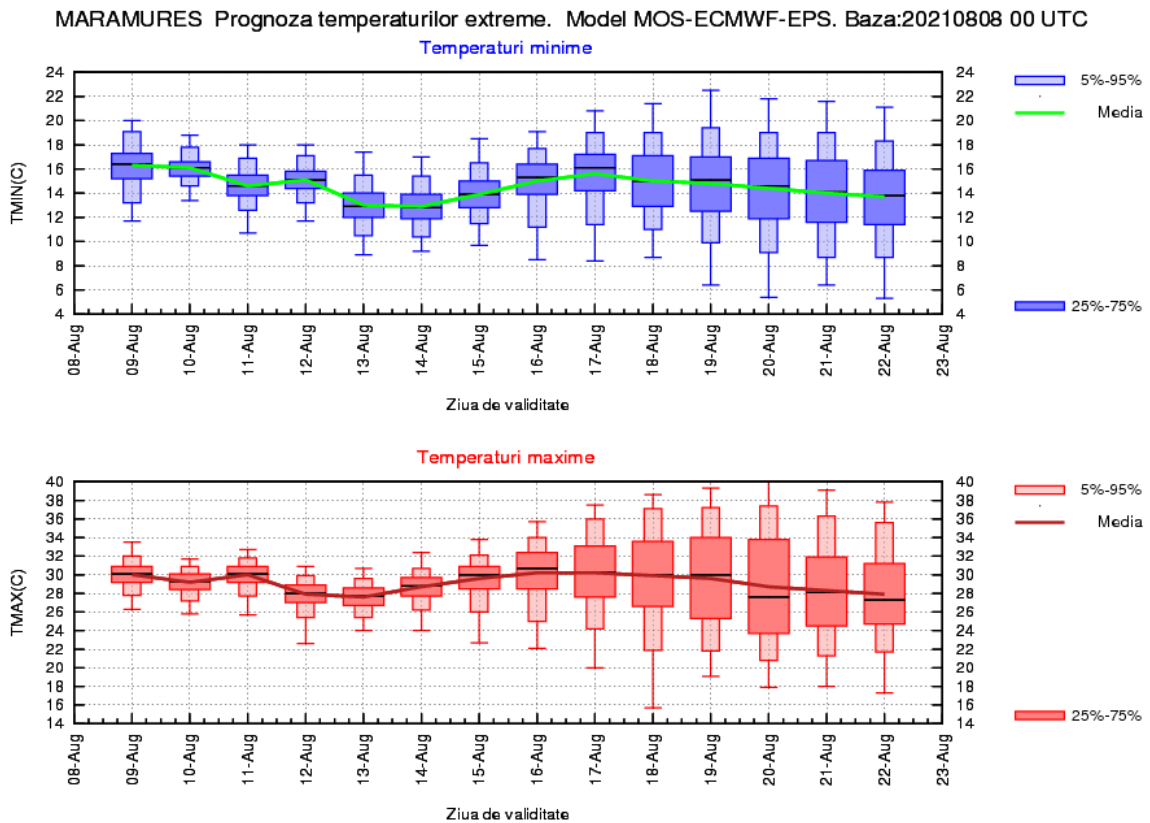 MARAMURES  Prognoza temperaturilor extreme.  Model MOS-ECMWF-EPS. Baza:20210808 00 UTC
Temperaturi minime
TMIN(C)
24 24
22 22
20 20
18 18
16 16
14 14
12 12
10 10
8 8
6 6
4 4
5%-95%
Media
25%-75%
08-Aug 09-Aug 10-Aug 11-Aug 12-Aug 13-Aug 14-Aug 15-Aug 16-Aug 17-Aug 18-Aug 19-Aug 20-Aug 21-Aug 22-Aug 23-Aug
Ziua de validitate
Temperaturi maxime
TMAX(C)
40 40
38 38
36 36
34 34
32 32
30 30
28 28
26 26
24 24
22 22
20 20
18 18
16 16
14 14
5%-95%
Media
25%-75%
08-Aug 09-Aug 10-Aug 11-Aug 12-Aug 13-Aug 14-Aug 15-Aug 16-Aug 17-Aug 18-Aug 19-Aug 20-Aug 21-Aug 22-Aug 23-Aug
Ziua de validitate